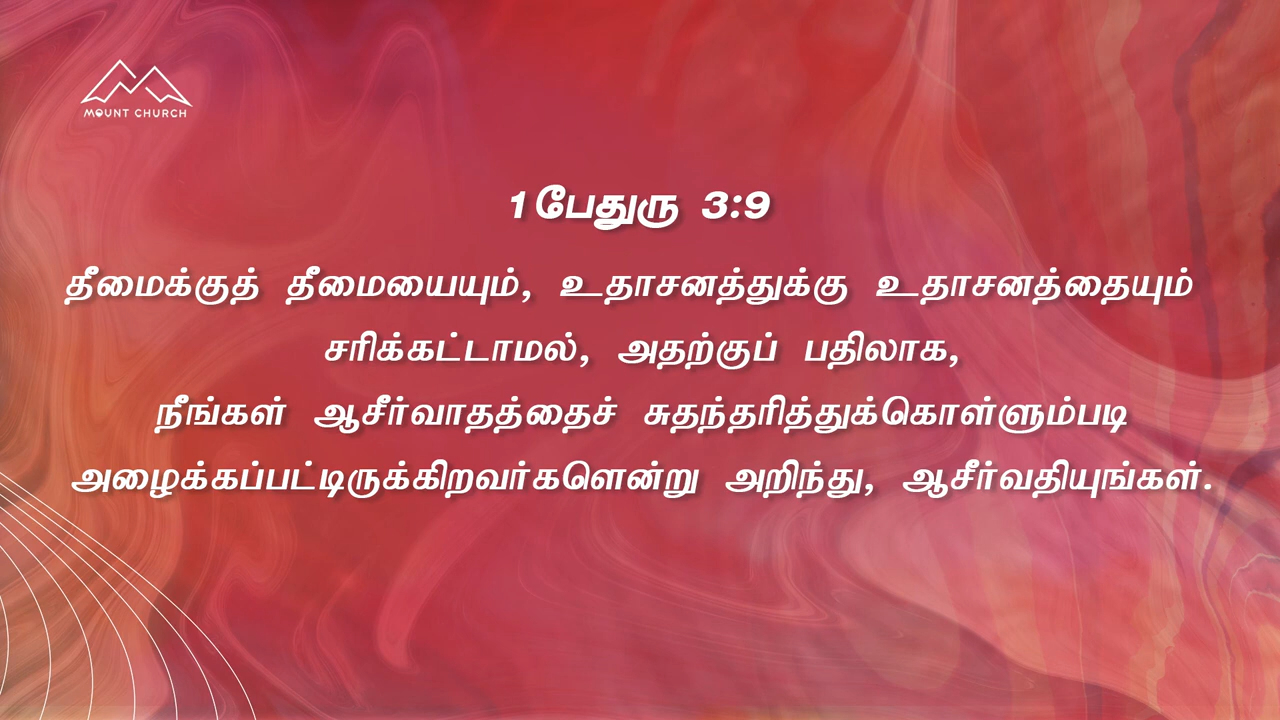 MOUNT CHURCH
1 பேதுரு 3:9
தீமைக்குத் தீமையையும், உதாசனத்துக்கு உதாசனத்தையும்
சரிக்கட்டாமல், அதற்குப் பதிலாக,
நீங்கள் ஆசீர்வாதத்தைச் சுதந்தரித்துக்கொள்ளும்படி
அழைக்கப்பட்டிருக்கிறவர்களென்று அறிந்து, ஆசீர்வதியுங்கள்.